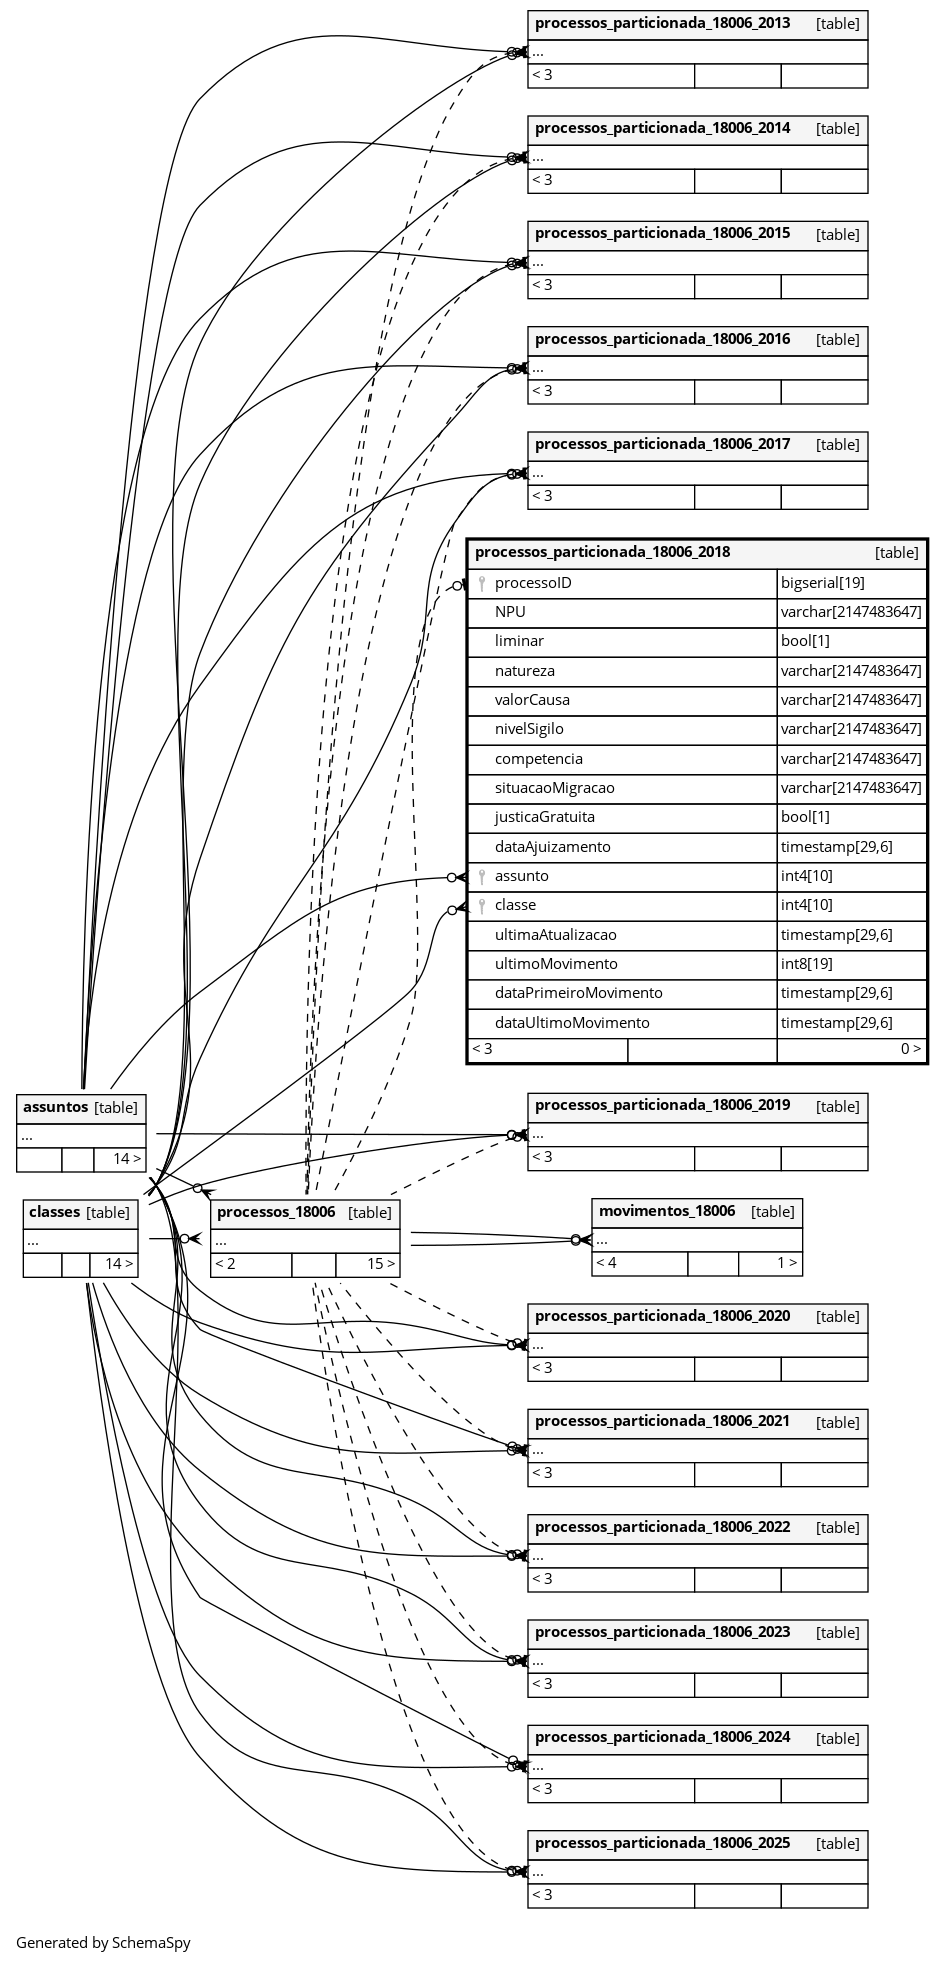 processos_particionada_18006_2013 [table]
...
< 3
processos_particionada_18006_2014 [table]
...
< 3
processos_particionada_18006_2015 [table]
...
< 3
processos_particionada_18006_2016 [table]
...
< 3
processos_particionada_18006_2017 [table]
...
< 3
processos_particionada_18006_2018 [table]
processoID bigserial[19]
NPU varchar[2147483647]
liminar bool[1]
natureza varchar[2147483647]
valorCausa varchar[2147483647]
nivelSigilo varchar[2147483647]
competencia varchar[2147483647]
situacaoMigracao varchar[2147483647]
justicaGratuita bool[1]
dataAjuizamento timestamp[29,6]
assunto int4[10]
classe int4[10]
ultimaAtualizacao timestamp[29,6]
ultimoMovimento int8[19]
dataPrimeiroMovimento timestamp[29,6]
dataUltimoMovimento timestamp[29,6]
< 3 0 >
assuntos [table]
...
14 >
processos_particionada_18006_2019 [table]
...
< 3
classes [table]
...
14 >
processos_18006 [table]
...
< 2 15 >
movimentos_18006 [table]
...
< 4 1 >
processos_particionada_18006_2020 [table]
...
< 3
processos_particionada_18006_2021 [table]
...
< 3
processos_particionada_18006_2022 [table]
...
< 3
processos_particionada_18006_2023 [table]
...
< 3
processos_particionada_18006_2024 [table]
...
< 3
processos_particionada_18006_2025 [table]
...
< 3
Generated by SchemaSpy